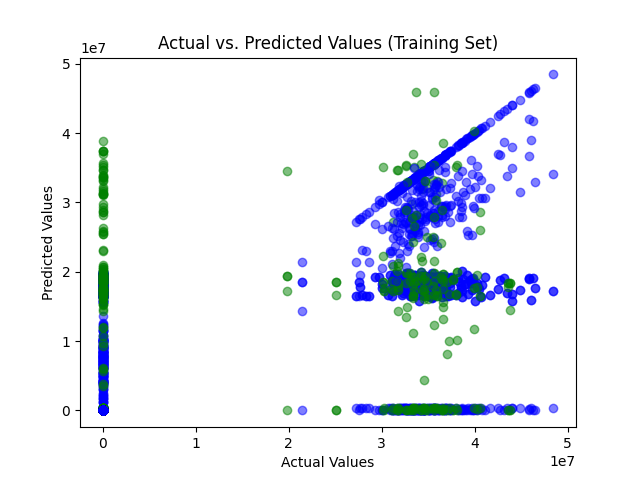 Actual vs. Predicted Values (Training Set)
1e7
5
4
3
2
1
0
Predicted Values
0
1
2
3
4
5
1e7
Actual Values